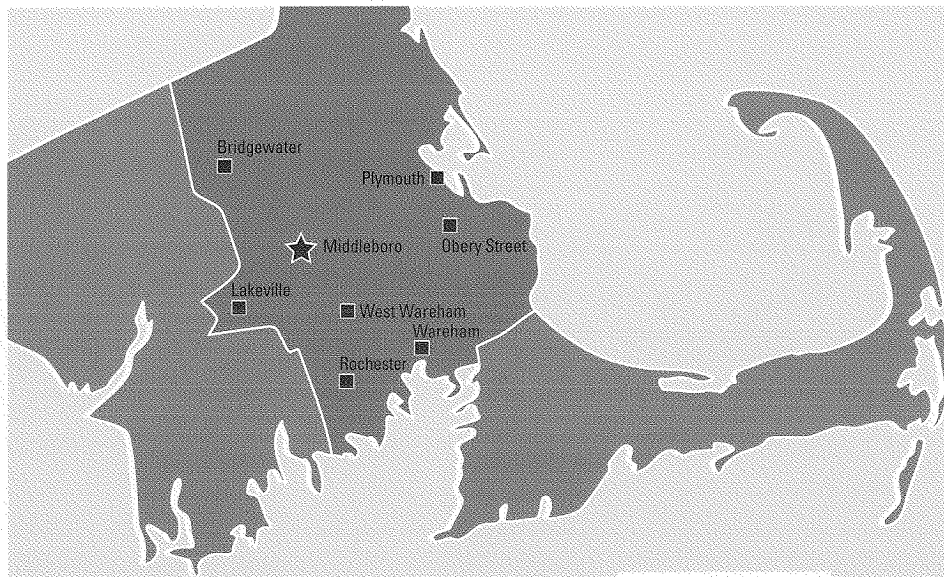 Bridgewater
Plymouth
Obery Street
Middleboro
Lakeville
West Wareham
Wareham
Rochester